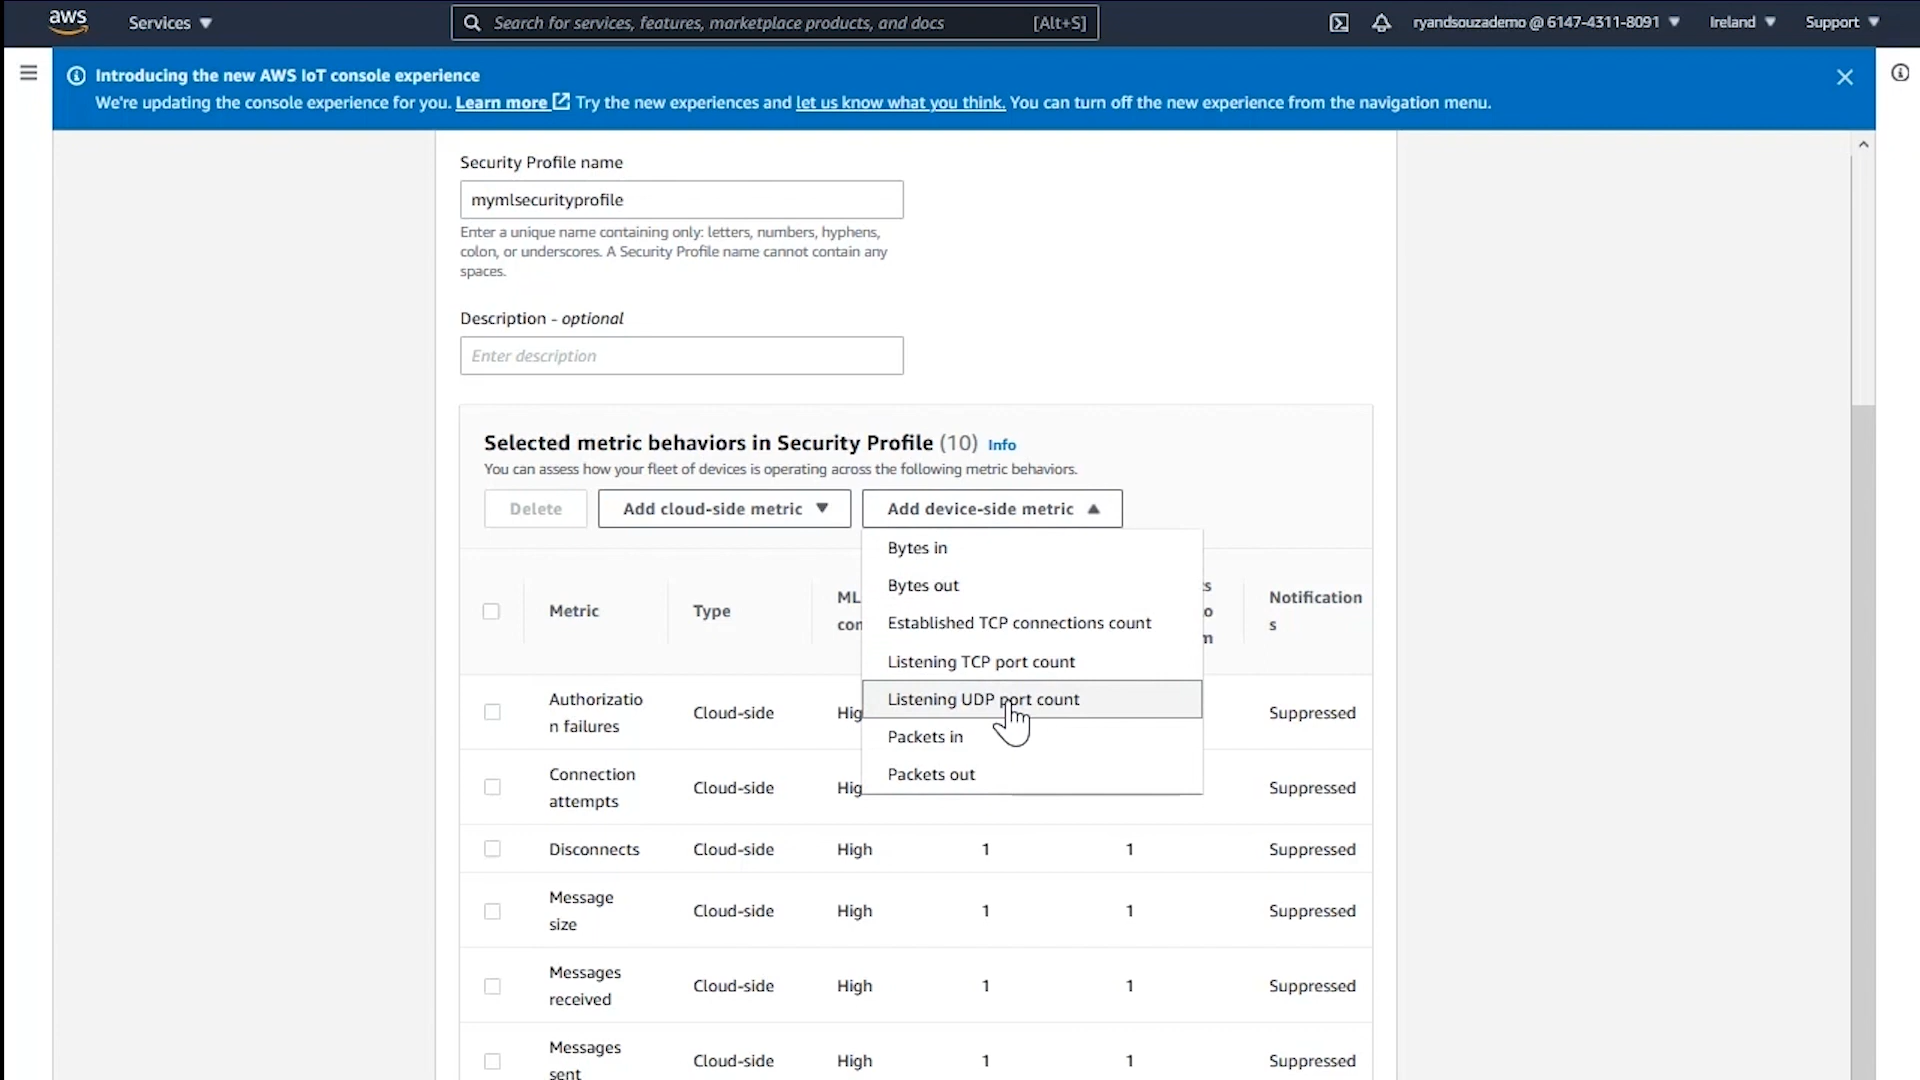 aws
Services ▼
Search for services, features, marketplace products, and docs [Alt+S]
ryandsouzademo @ 6147-4311-8091 ▼
Ireland ▼
Support ▼
Introducing the new AWS IoT console experience
We're updating the console experience for you. Learn more Try the new experiences and let us know what you think. You can turn off the new experience from the navigation menu.
Security Profile name
mymlsecurityprofile
Enter a unique name containing only: letters, numbers, hyphens,
colon, or underscores. A Security Profile name cannot contain any
spaces.
Description - optional
Enter description
Selected metric behaviors in Security Profile (10) Info
You can assess how your fleet of devices is operating across the following metric behaviors.
Delete
Add cloud-side metric ▼
Add device-side metric ▲
Bytes in
Bytes out
Established TCP connections count
Listening TCP port count
Listening UDP port count
Packets in
Packets out
Metric
Type
ML
con
s
o
m
Notification
s
Authorizatio
n failures
Cloud-side
Hig
Suppressed
Connection
attempts
Cloud-side
Hig
Suppressed
Disconnects
Cloud-side
High
1
1
Suppressed
Message
size
Cloud-side
High
1
1
Suppressed
Messages
received
Cloud-side
High
1
1
Suppressed
Messages
sent
Cloud-side
High
1
1
Suppressed